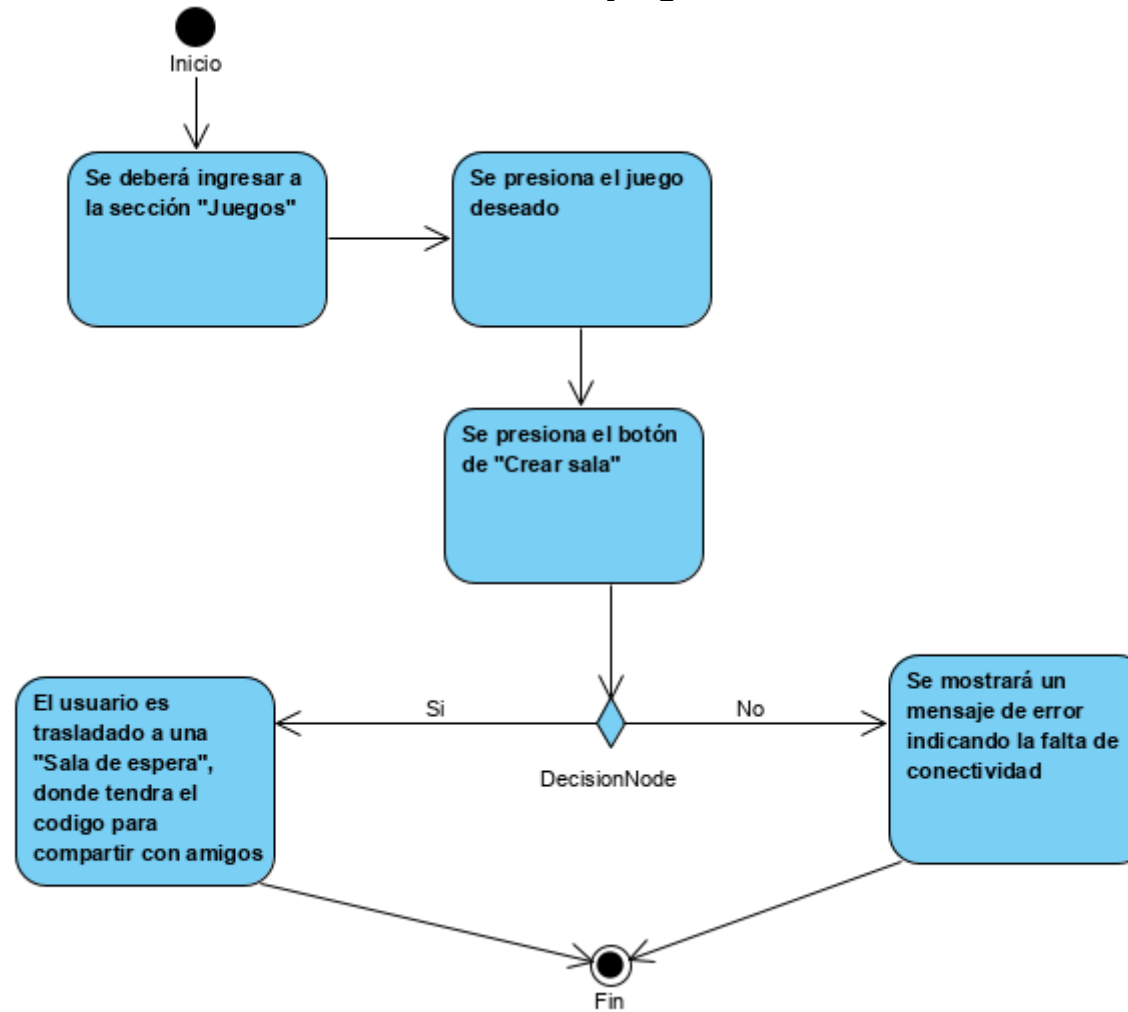 Inicio
Se deberá ingresar a
la sección "Juegos"
Se presiona el juego
deseado
Se presiona el botón
de "Crear sala"
Si
No
DecisionNode
El usuario es
trasladado a una
"Sala de espera",
donde tendra el
codigo para
compartir con amigos
Se mostrará un
mensaje de error
indicando la falta de
conectividad
Fin